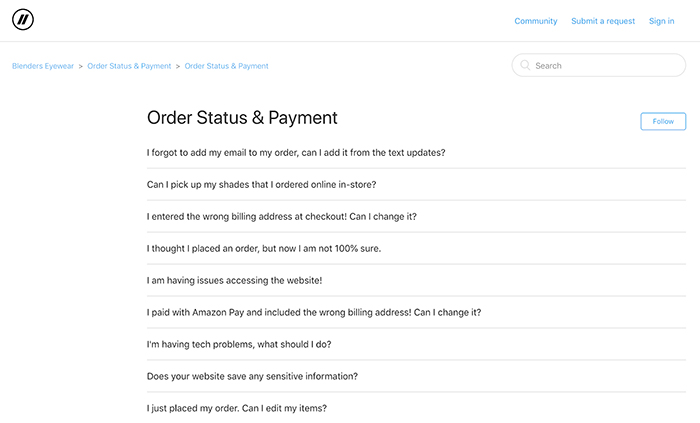 Community Submit a request Sign in
Blenders Eyewear > Order Status & Payment > Order Status & Payment
Search
Order Status & Payment
Follow
I forgot to add my email to my order, can I add it from the text updates?
Can I pick up my shades that I ordered online in-store?
I entered the wrong billing address at checkout! Can I change it?
I thought I placed an order, but now I am not 100% sure.
I am having issues accessing the website!
I paid with Amazon Pay and included the wrong billing address! Can I change it?
I'm having tech problems, what should I do?
Does your website save any sensitive information?
I just placed my order. Can I edit my items?